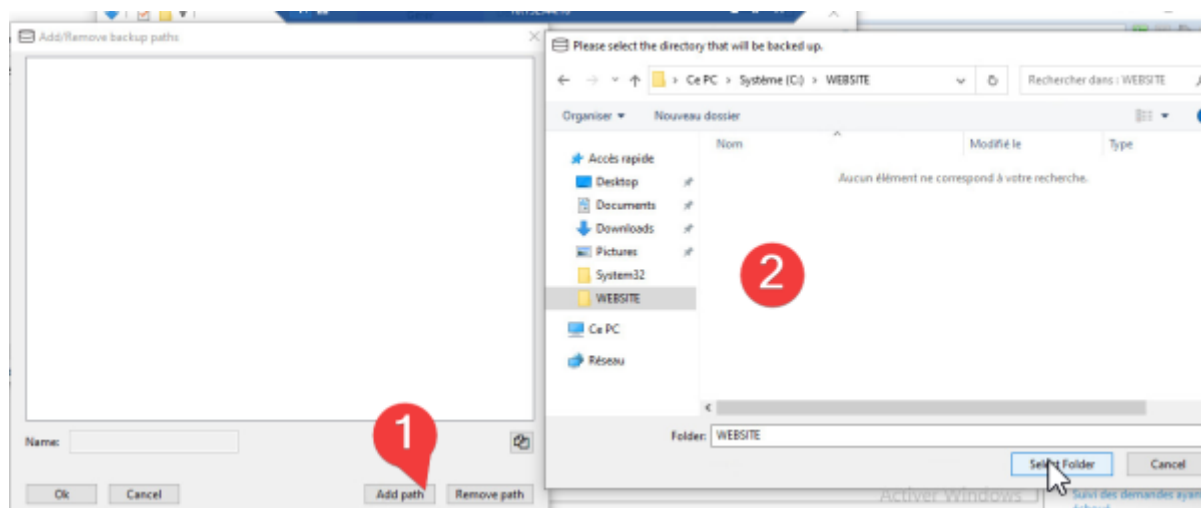 Add/Remove backup paths
Name:
1
Ok
Cancel
Add path
Remove path
Please select the directory that will be backed up.
Ce PC > Système (C:) > WEBSITE
Rechercher dans : WEBSITE
Organiser
Nouveau dossier
Nom
Modifié le
Type
Accès rapide
Aucun élément ne correspond à votre recherche.
Desktop
Documents
Downloads
Pictures
System32
WEBSITE
Ce PC
Réseau
2
Folder: WEBSITE
Select Folder
Cancel
Activer Windows
Suivi des demandes ayan